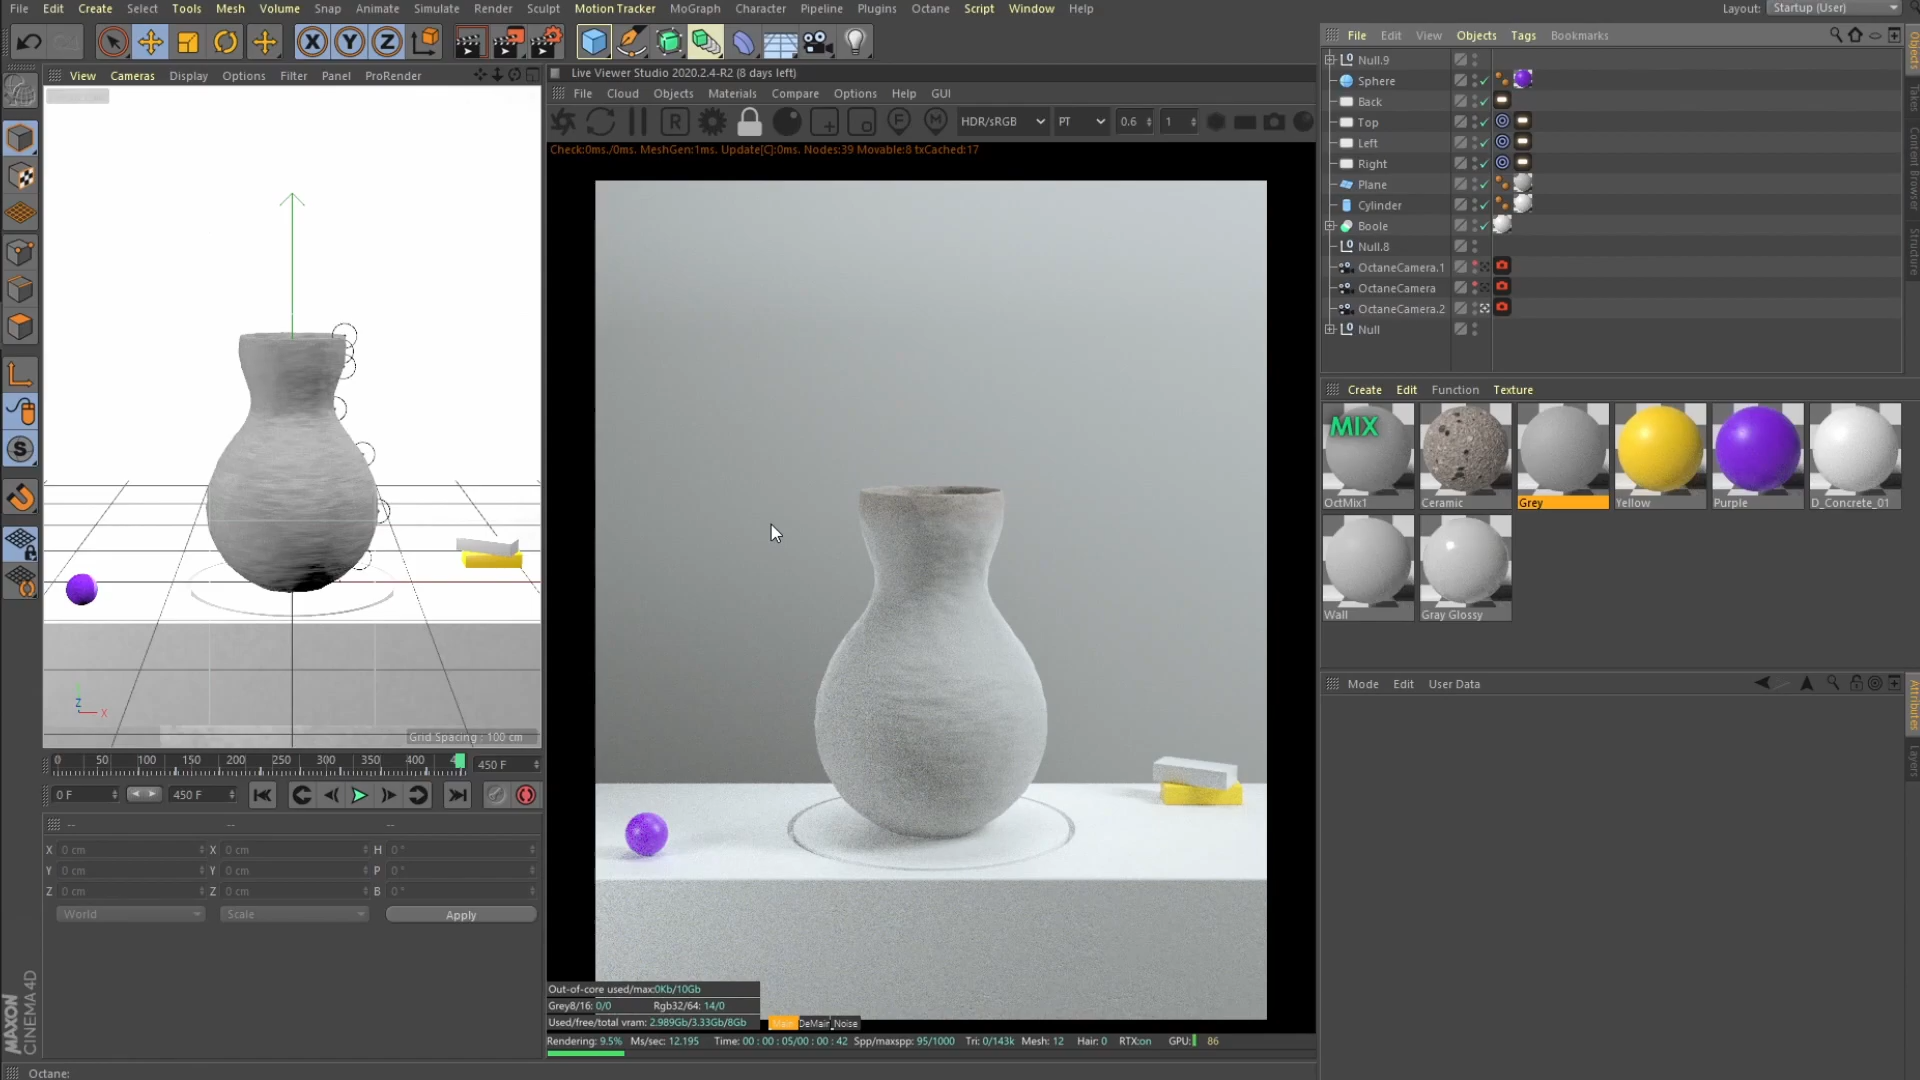 File Edit Create Select Tools Mesh Volume Snap Animate Simulate Render Sculpt Motion Tracker MoGraph Character Pipeline Plugins Octane Script Window Help Layout: Startup (User)
File Edit View Objects Tags Bookmarks
View Cameras Display Options Filter Panel ProRender
Live Viewer Studio 2020.2.4-R2 (8 days left)
File Cloud Objects Materials Compare Options Help GUI
HDR/sRGB PT 0.6 1
Check:0ms./0ms. MeshGen:1ms. Update[C]:0ms. Nodes:39 Movable:8 txCached:17
Null.9
Sphere
Back
Top
Left
Right
Plane
Cylinder
Boole
Null.8
OctaneCamera.1
OctaneCamera
OctaneCamera.2
Null
Objects
Takes
Content Browser
Structure
Create Edit Function Texture
MIX
OctMix1 Ceramic Grey Yellow Purple D_Concrete_01
Wall Gray Glossy
Mode Edit User Data
Attributes
Layers
Z X
Grid Spacing : 100 cm
0 50 100 150 200 250 300 350 400 450 F
0 F 450 F
-- -- --
X 0 cm X 0 cm H 0 °
Y 0 cm Y 0 cm P 0 °
Z 0 cm Z 0 cm B 0 °
World Scale Apply
Out-of-core used/max:0Kb/10Gb
Grey8/16: 0/0 Rgb32/64: 14/0
Used/free/total vram: 2.989Gb/3.33Gb/8Gb
Main DeMain Noise
Rendering: 9.5% Ms/sec: 12.195 Time: 00 : 00 : 05/00 : 00 : 42 Spp/maxspp: 95/1000 Tri: 0/143k Mesh: 12 Hair: 0 RTX:on GPU: 86
MAXON
CINEMA 4D
Octane: